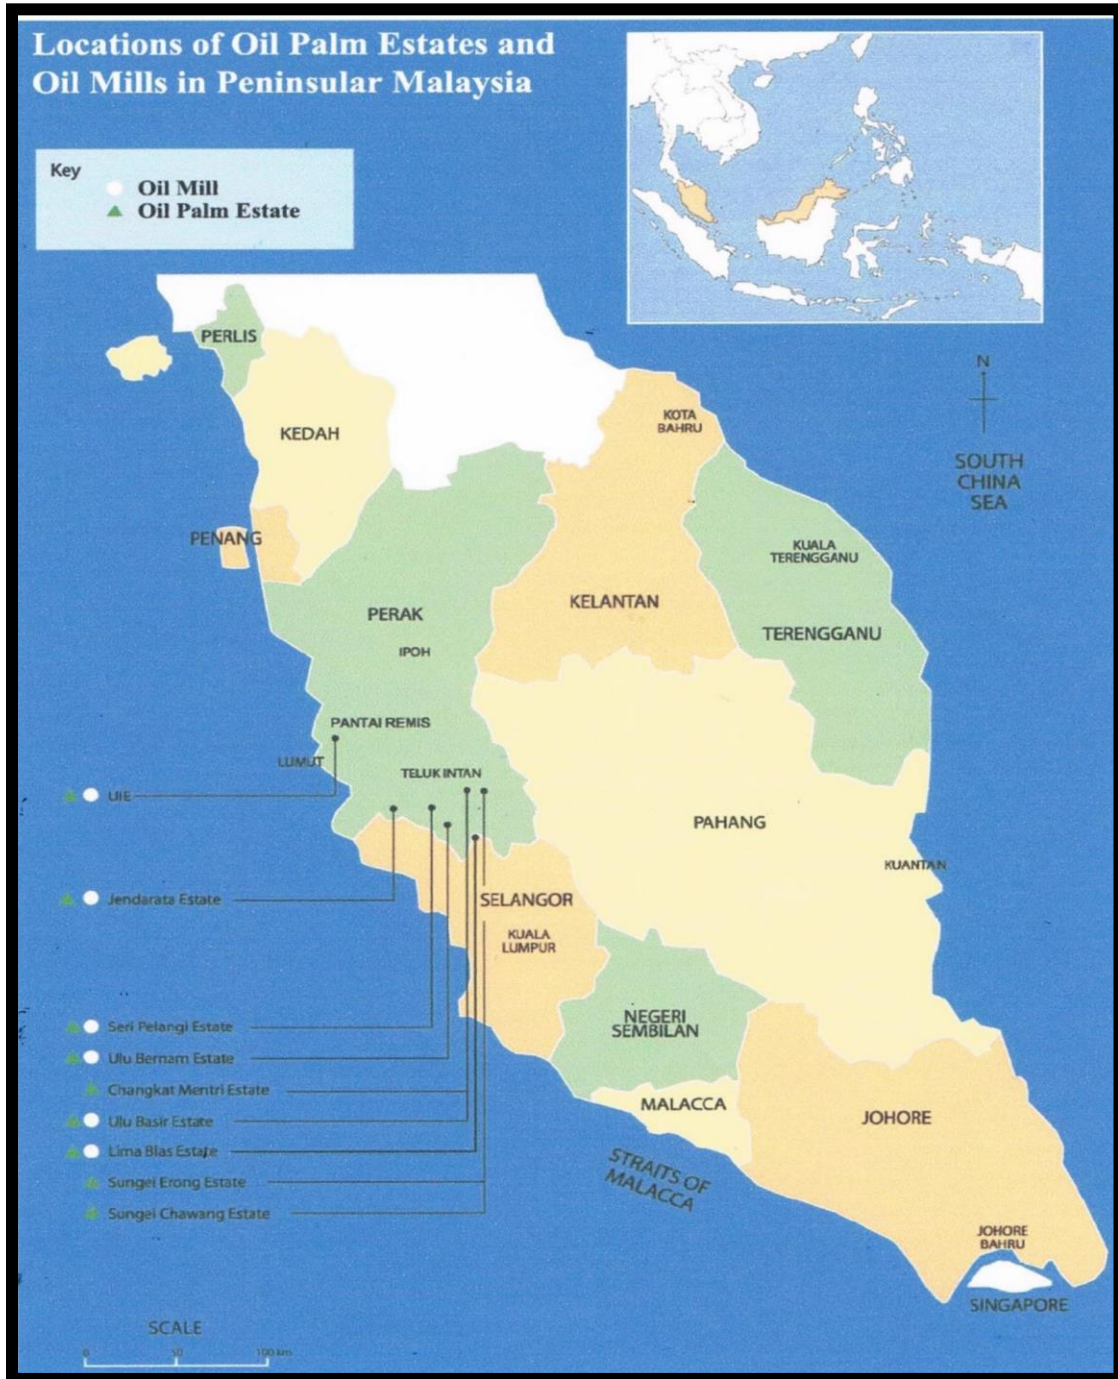 Locations of Oil Palm Estates and
Oil Mills in Peninsular Malaysia
Key
Oil Mill
Oil Palm Estate
N
SOUTH
CHINA
SEA
PERLIS
KEDAH
KOTA
BAHRU
PENANG
KUALA
TERENGGANU
KELANTAN
PERAK
TERENGGANU
IPOH
PANTAI REMIS
LUMUT
TELUK INTAN
UIE
PAHANG
KUANTAN
Jendarata Estate
SELANGOR
KUALA
LUMPUR
Seri Pelangi Estate
NEGERI
SEMBILAN
Ulu Bernam Estate
Changkat Mentri Estate
MALACCA
Ulu Basir Estate
JOHORE
Lima Blas Estate
STRAITS OF
MALACCA
Sungei Erong Estate
Sungei Chawang Estate
JOHORE
BAHRU
SINGAPORE
SCALE
0 50 100 km